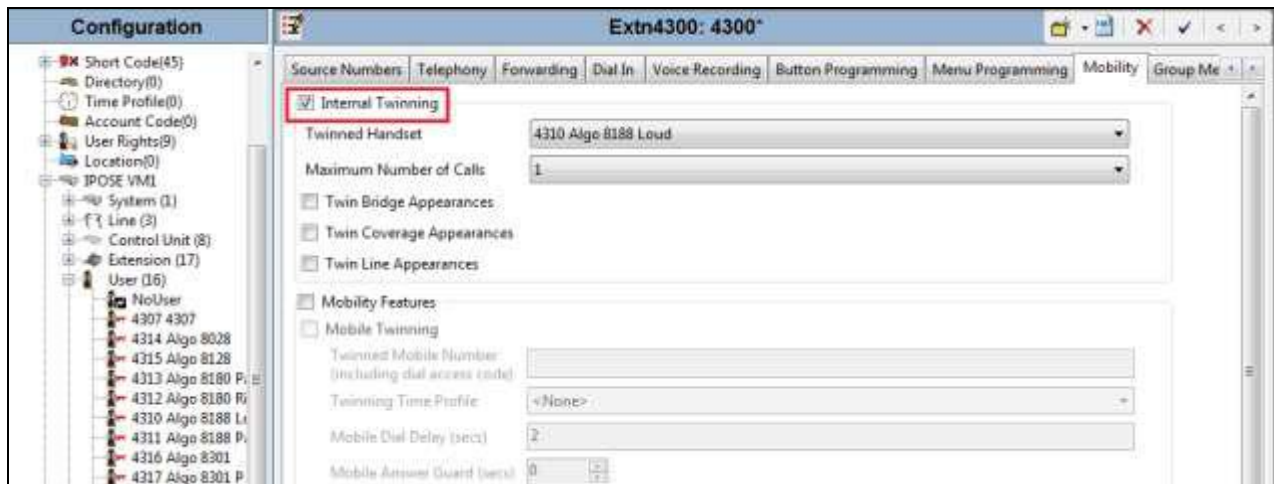 Configuration
Extn4300: 4300*
Short Code(45)
Directory(0)
Time Profile(0)
Account Code(0)
User Rights(9)
Location(0)
IPOSE VM1
System (1)
Line (3)
Control Unit (8)
Extension (17)
User (16)
NoUser
4307 4307
4314 Algo 8028
4315 Algo 8128
4313 Algo 8180 P
4312 Algo 8180 Ri
4310 Algo 8188 L
4311 Algo 8188 P
4316 Algo 8301
4317 Algo 8301 P
Source Numbers Telephony Forwarding Dial In Voice Recording Button Programming Menu Programming Mobility Group Me
Internal Twinning
Twinned Handset 4310 Algo 8188 Loud
Maximum Number of Calls 1
Twin Bridge Appearances
Twin Coverage Appearances
Twin Line Appearances
Mobility Features
Mobile Twinning
Twinned Mobile Number
(including dial access code)
Twinning Time Profile <None>
Mobile Dial Delay (secs) 2
Mobile Answer Guard (secs) 0